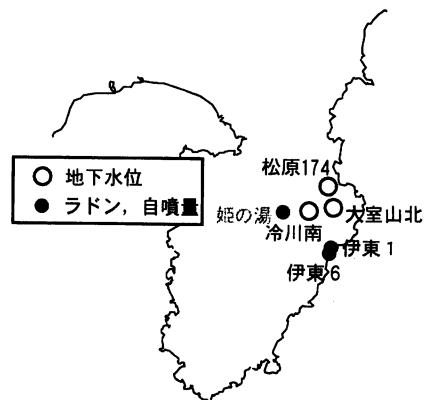 松原174
地下水位
ラドン，自噴量
姫の湯
大室山北
冷川南
伊東1
伊東6